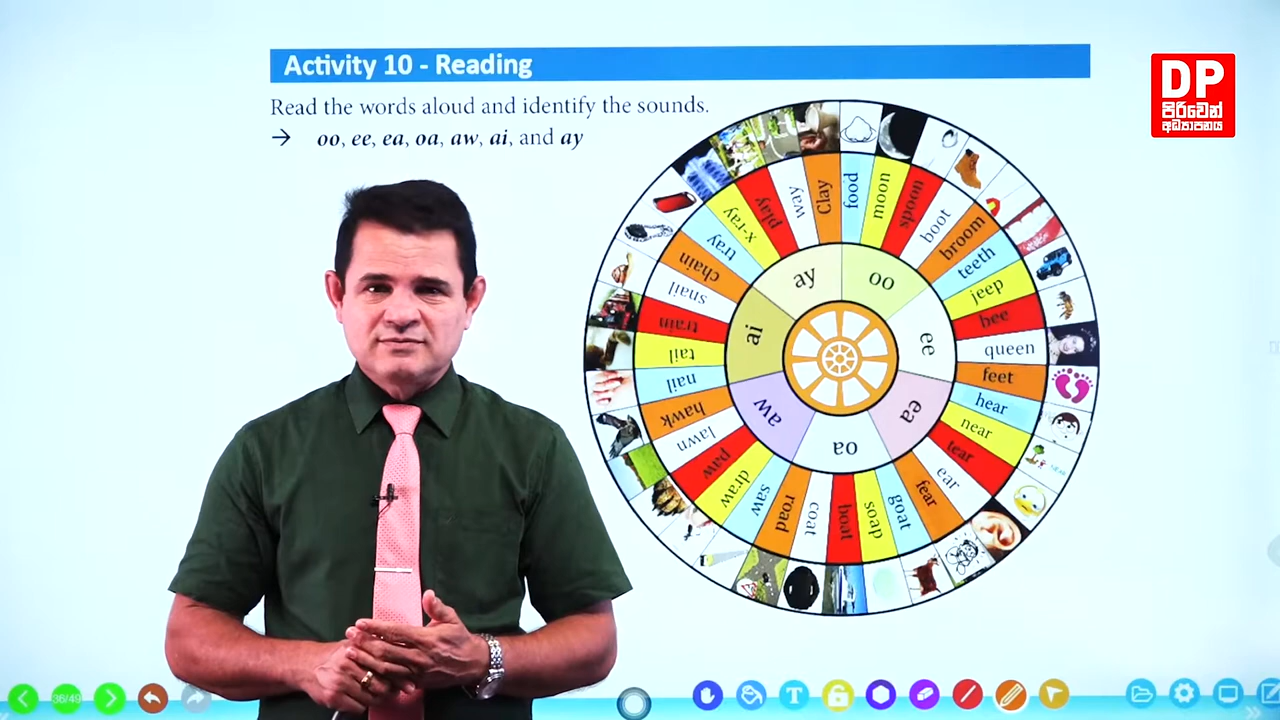 Activity 10 - Reading
Read the words aloud and identify the sounds.
→ oo, ee, ea, oa, aw, ai, and ay
DP
පිරිවෙන්
අධ්‍යාපනය
food
moon
spoon
boot
broom
teeth
jeep
bee
queen
feet
hear
near
tear
ear
fear
goat
soap
boat
coat
road
saw
draw
paw
lawn
hawk
nail
tail
train
snail
chain
tray
x-ray
play
way
Clay
oo
ee
ea
oa
aw
ai
ay
36/49
T